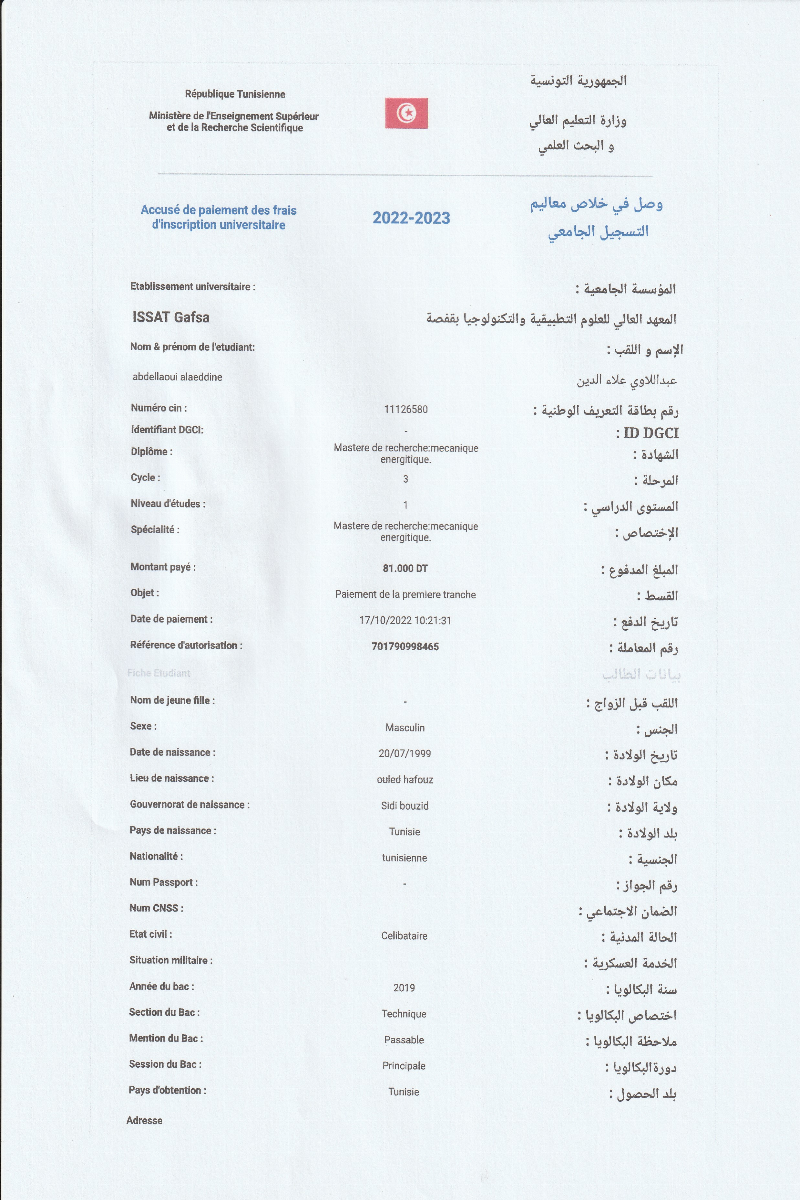 République Tunisienne
الجمهورية التونسية
Ministère de l'Enseignement Supérieur
et de la Recherche Scientifique
وزارة التعليم العالي
و البحث العلمي
Accusé de paiement des frais
d'inscription universitaire
2022-2023
وصل في خلاص معاليم
التسجيل الجامعي
Etablissement universitaire : المؤسسة الجامعية :
ISSAT Gafsa المعهد العالي للعلوم التطبيقية والتكنولوجيا بقفصة
Nom & prénom de l'etudiant: الإسم و اللقب :
abdellaoui alaeddine عبداللاوي علاء الدين
Numéro cin : 11126580 رقم بطاقة التعريف الوطنية :
Identifiant DGCI: - ID DGCI :
Diplôme : Mastere de recherche:mecanique
energitique. الشهادة :
Cycle : 3 المرحلة :
Niveau d'études : 1 المستوى الدراسي :
Spécialité : Mastere de recherche:mecanique
energitique. الإختصاص :
Montant payé : 81.000 DT المبلغ المدفوع :
Objet : Paiement de la premiere tranche القسط :
Date de paiement : 17/10/2022 10:21:31 تاريخ الدفع :
Référence d'autorisation : 701790998465 رقم المعاملة :
Fiche Etudiant بيانات الطالب
Nom de jeune fille : - اللقب قبل الزواج :
Sexe : Masculin الجنس :
Date de naissance : 20/07/1999 تاريخ الولادة :
Lieu de naissance : ouled hafouz مكان الولادة :
Gouvernorat de naissance : Sidi bouzid ولاية الولادة :
Pays de naissance : Tunisie بلد الولادة :
Nationalité : tunisienne الجنسية :
Num Passport : - رقم الجواز :
Num CNSS : الضمان الاجتماعي :
Etat civil : Celibataire الحالة المدنية :
Situation militaire : الخدمة العسكرية :
Année du bac : 2019 سنة البكالويا :
Section du Bac : Technique اختصاص البكالويا :
Mention du Bac : Passable ملاحظة البكالويا :
Session du Bac : Principale دورةالبكالويا :
Pays d'obtention : Tunisie بلد الحصول :
Adresse